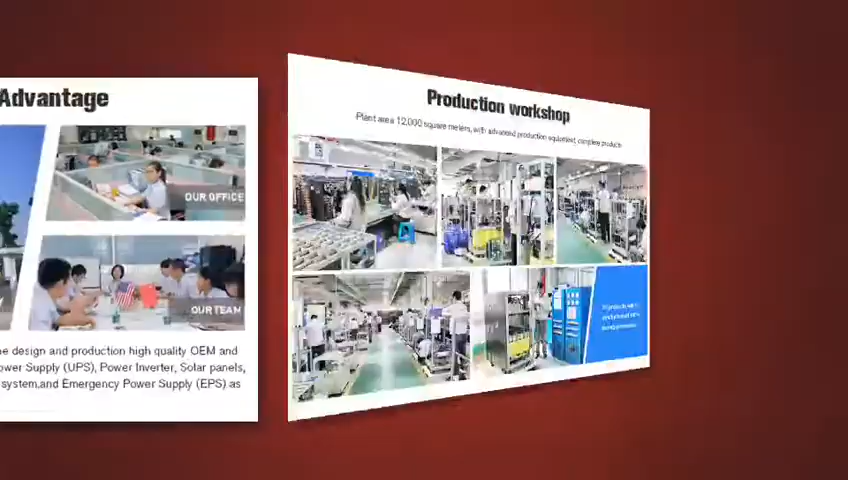 Advantage
OUR OFFICE
OUR TEAM
e design and production high quality OEM and
ower Supply (UPS), Power Inverter, Solar panels,
system,and Emergency Power Supply (EPS) as
Production workshop
Plant area 12,000 square meters, with advanced production equipment, complete products